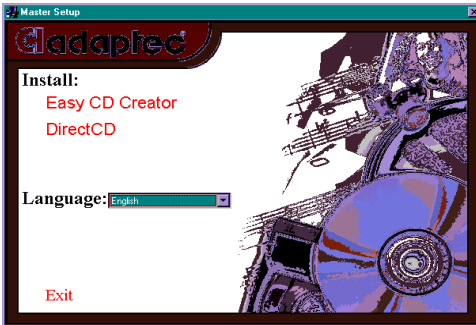 Master Setup
adaptec
Install:
Easy CD Creator
DirectCD
Language: English
Exit